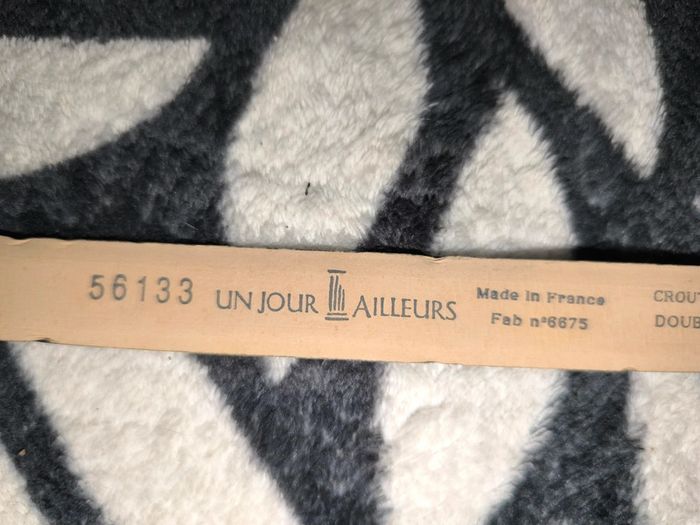 56133 UN JOUR AILLEURS
Made in France
Fab n°6675
CROUT
DOUB